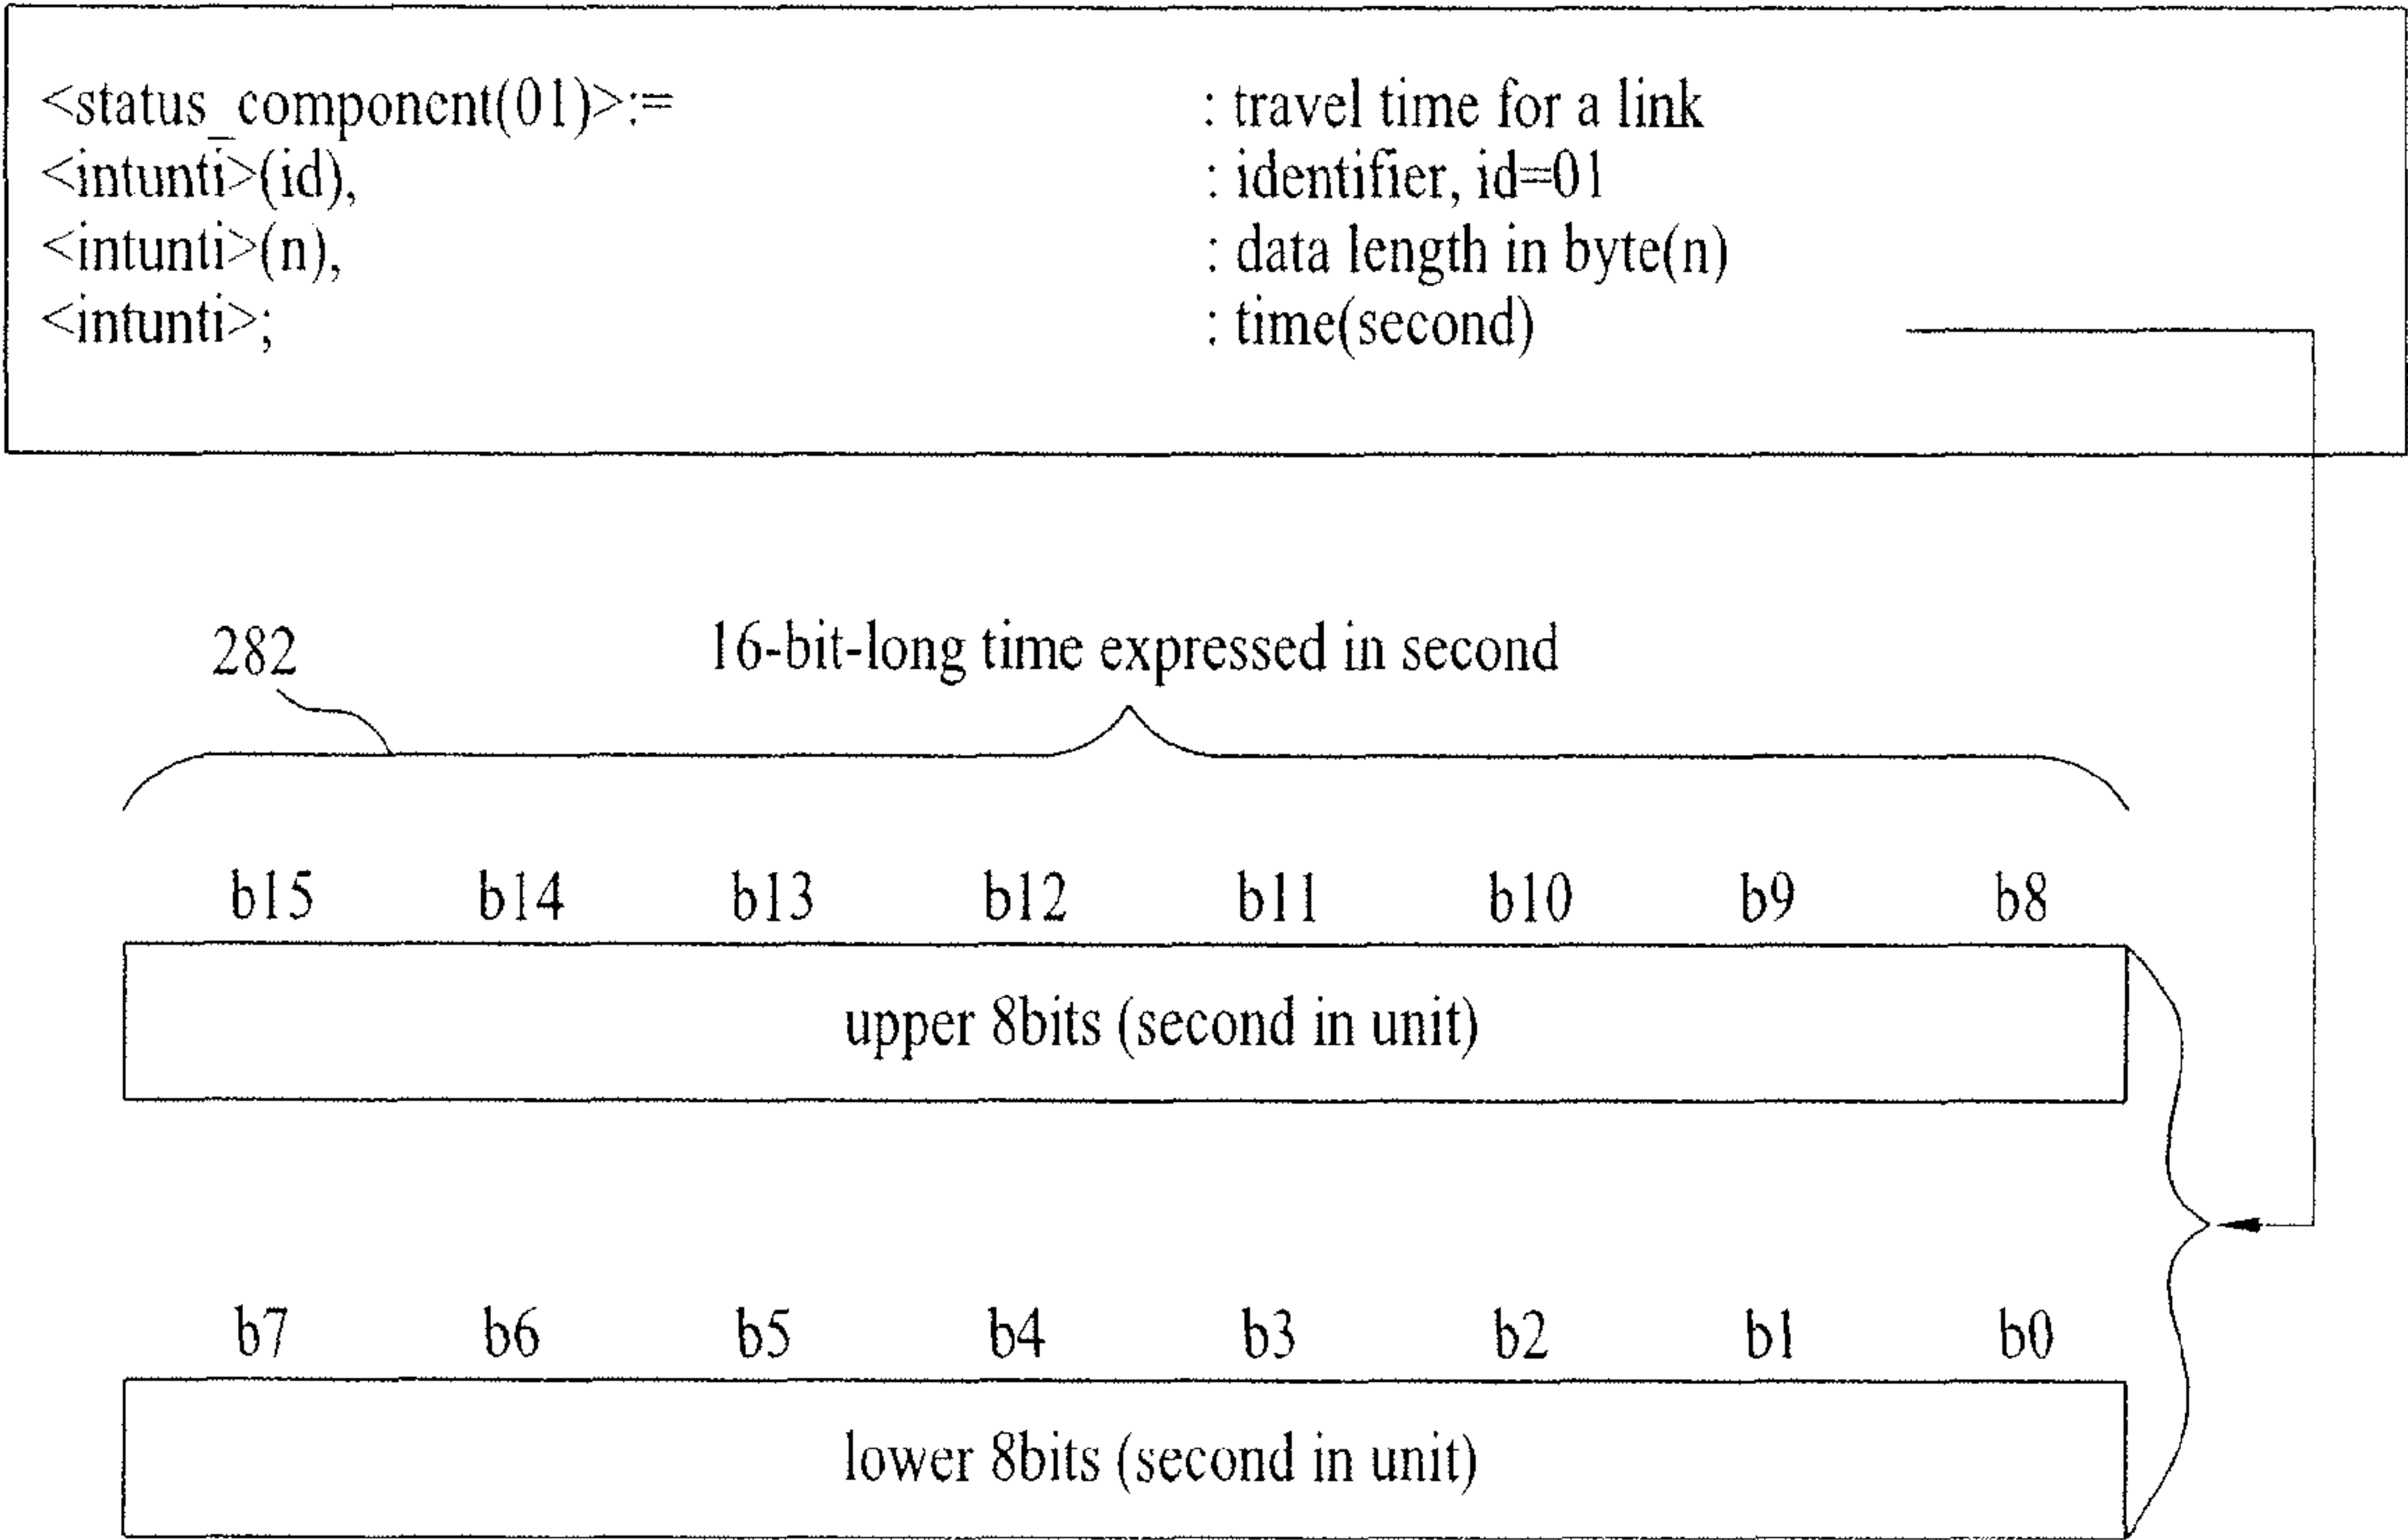 <status_component(01)>:= : travel time for a link
<intunti>(id), : identifier, id=01
<intunti>(n), : data length in byte(n)
<intunti>; : time(second)
282 16-bit-long time expressed in second
b15 b14 b13 b12 b11 b10 b9 b8
upper 8bits (second in unit)
b7 b6 b5 b4 b3 b2 b1 b0
lower 8bits (second in unit)